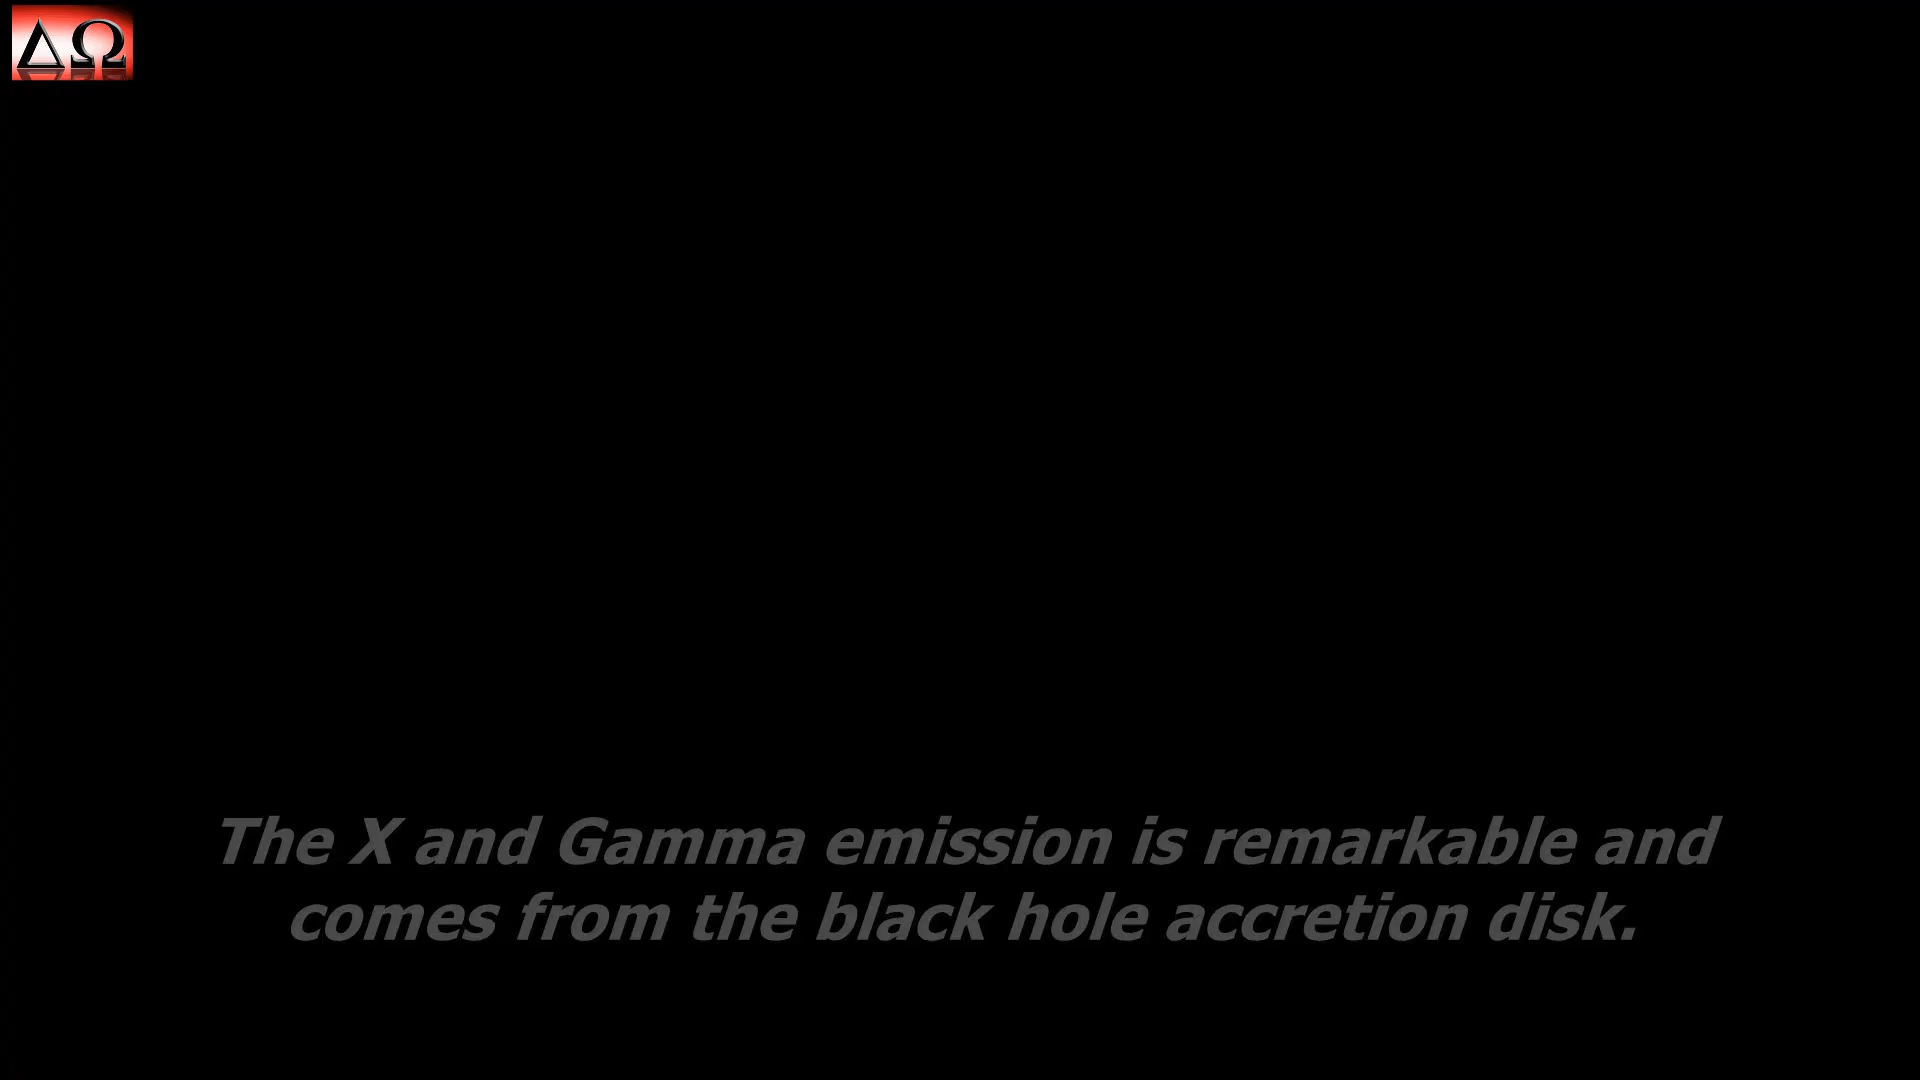 ΔΩ
The X and Gamma emission is remarkable and
comes from the black hole accretion disk.